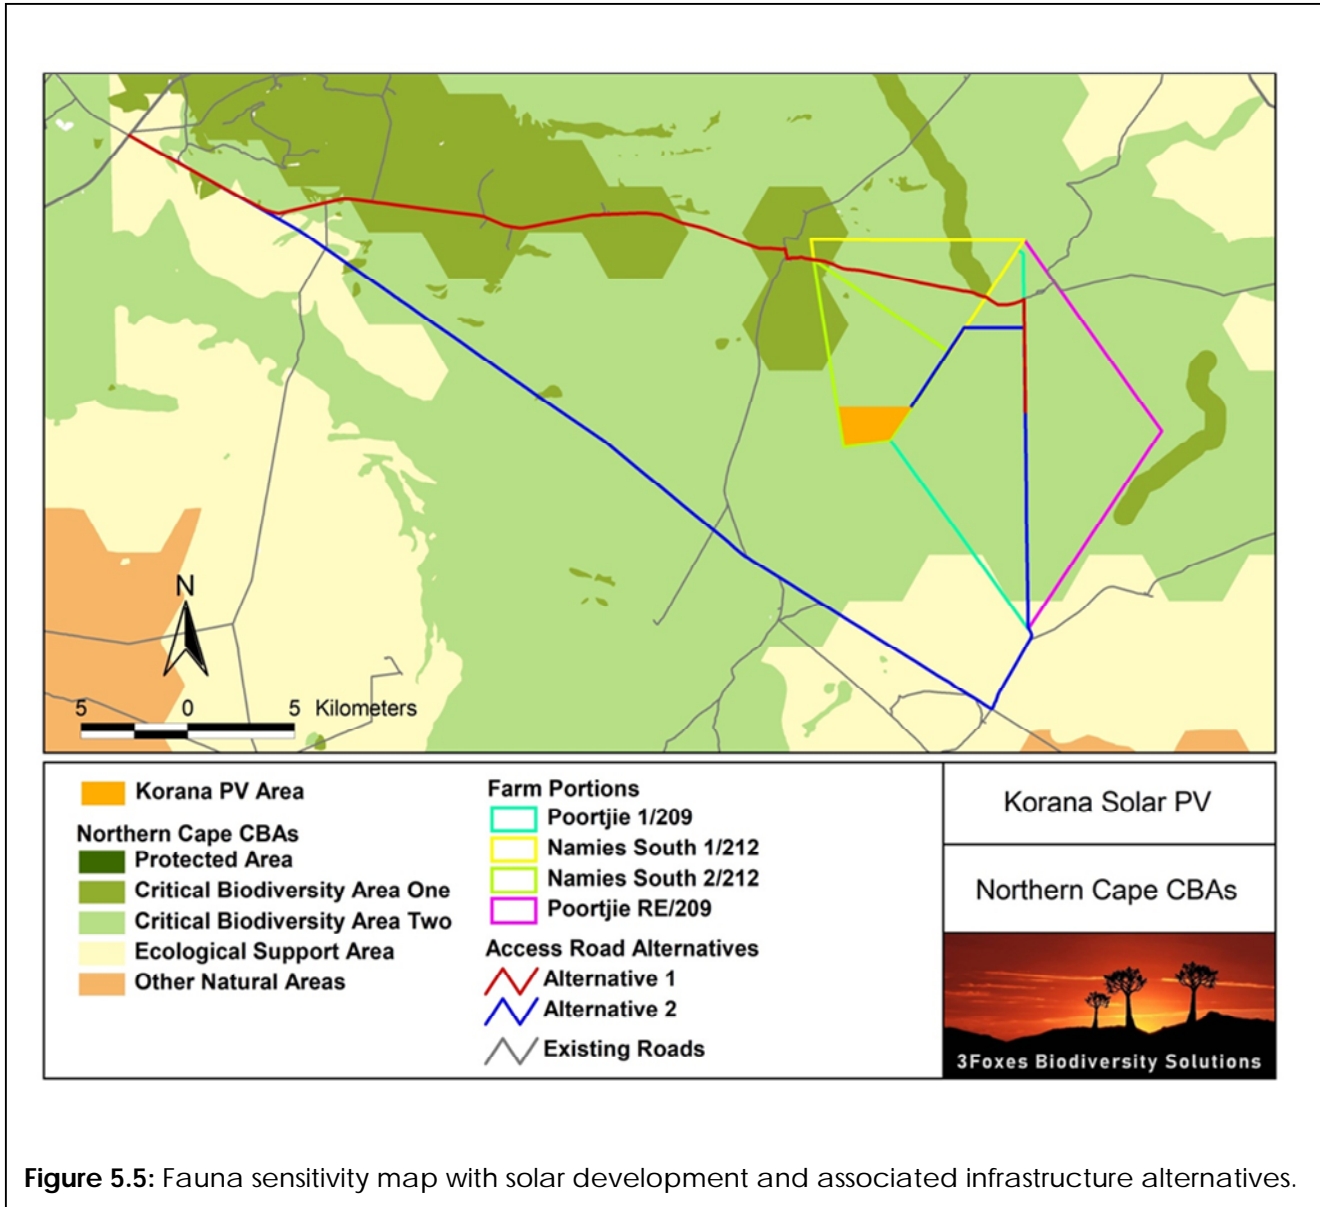 N
5 0 5 Kilometers
Korana PV Area
Northern Cape CBAs
Protected Area
Critical Biodiversity Area One
Critical Biodiversity Area Two
Ecological Support Area
Other Natural Areas
Farm Portions
Poortjie 1/209
Namies South 1/212
Namies South 2/212
Poortjie RE/209
Access Road Alternatives
Alternative 1
Alternative 2
Existing Roads
Korana Solar PV
Northern Cape CBAs
3Foxes Biodiversity Solutions
Figure 5.5: Fauna sensitivity map with solar development and associated infrastructure alternatives.